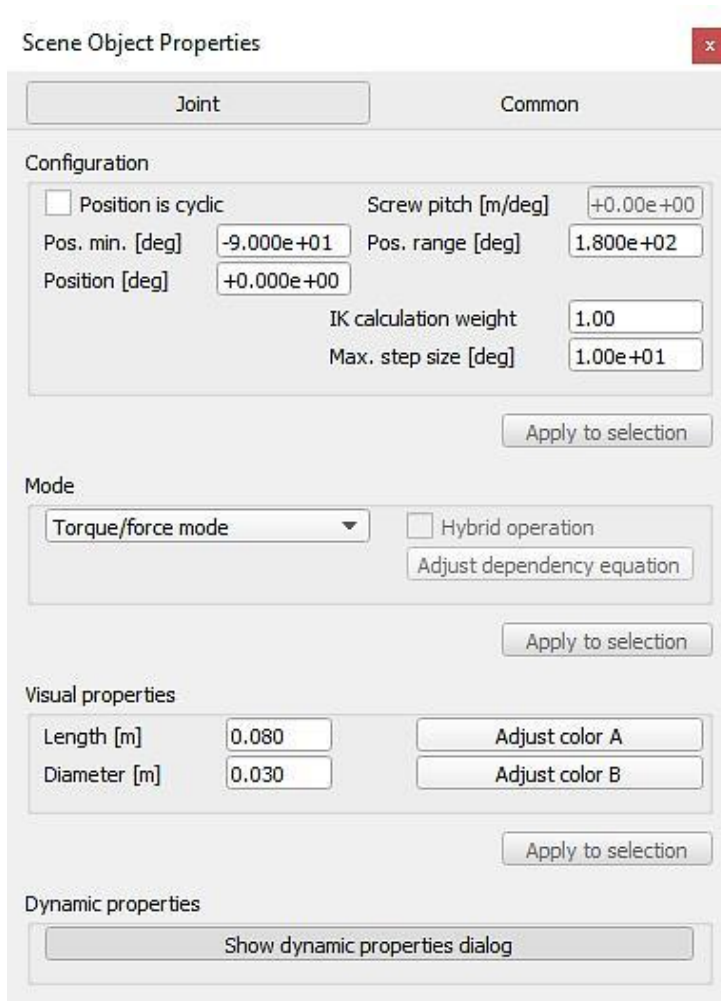 Scene Object Properties x
Joint Common
Configuration
Position is cyclic Screw pitch [m/deg] +0.00e+00
Pos. min. [deg] -9.000e+01 Pos. range [deg] 1.800e+02
Position [deg] +0.000e+00
IK calculation weight 1.00
Max. step size [deg] 1.00e+01
Apply to selection
Mode
Torque/force mode Hybrid operation
Adjust dependency equation
Apply to selection
Visual properties
Length [m] 0.080 Adjust color A
Diameter [m] 0.030 Adjust color B
Apply to selection
Dynamic properties
Show dynamic properties dialog